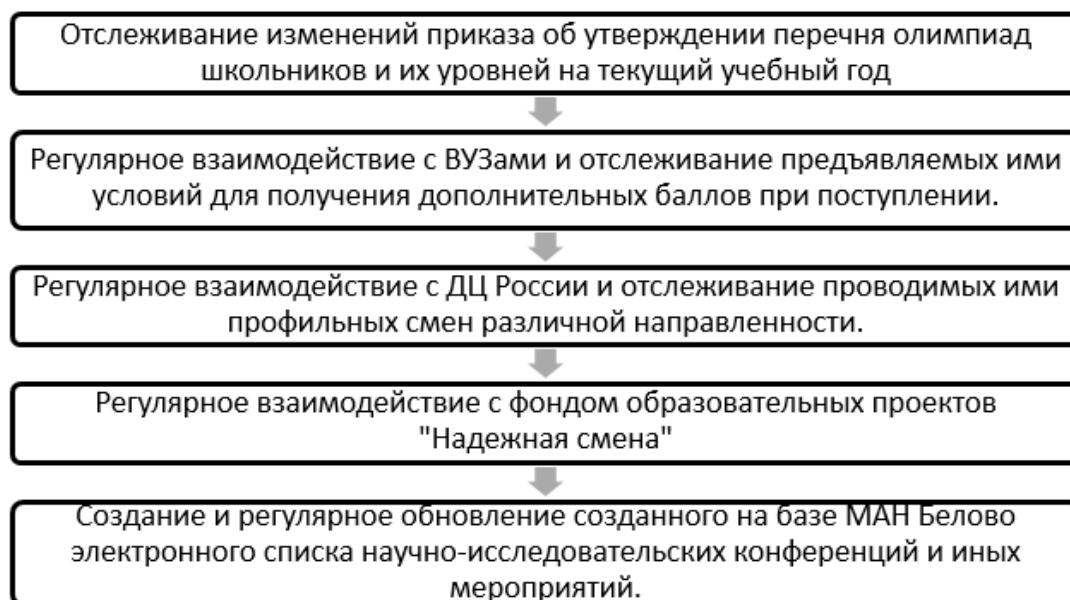 Отслеживание изменений приказа об утверждении перечня олимпиад
школьников и их уровней на текущий учебный год
Регулярное взаимодействие с ВУЗами и отслеживание предъявляемых ими
условий для получения дополнительных баллов при поступлении.
Регулярное взаимодействие с ДЦ России и отслеживание проводимых ими
профильных смен различной направленности.
Регулярное взаимодействие с фондом образовательных проектов
"Надежная смена"
Создание и регулярное обновление созданного на базе МАН Белово
электронного списка научно-исследовательских конференций и иных
мероприятий.